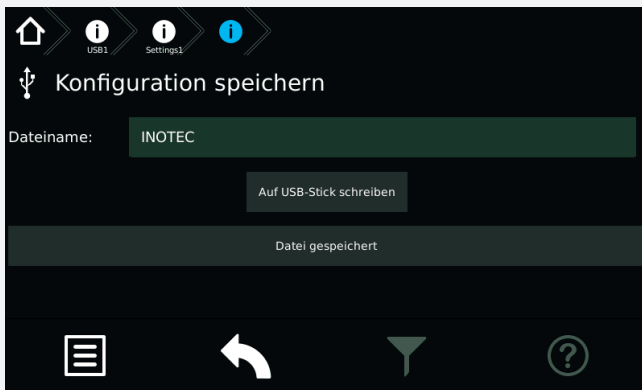 USB1
Settings1
Konfiguration speichern
Dateiname:
INOTEC
Auf USB-Stick schreiben
Datei gespeichert